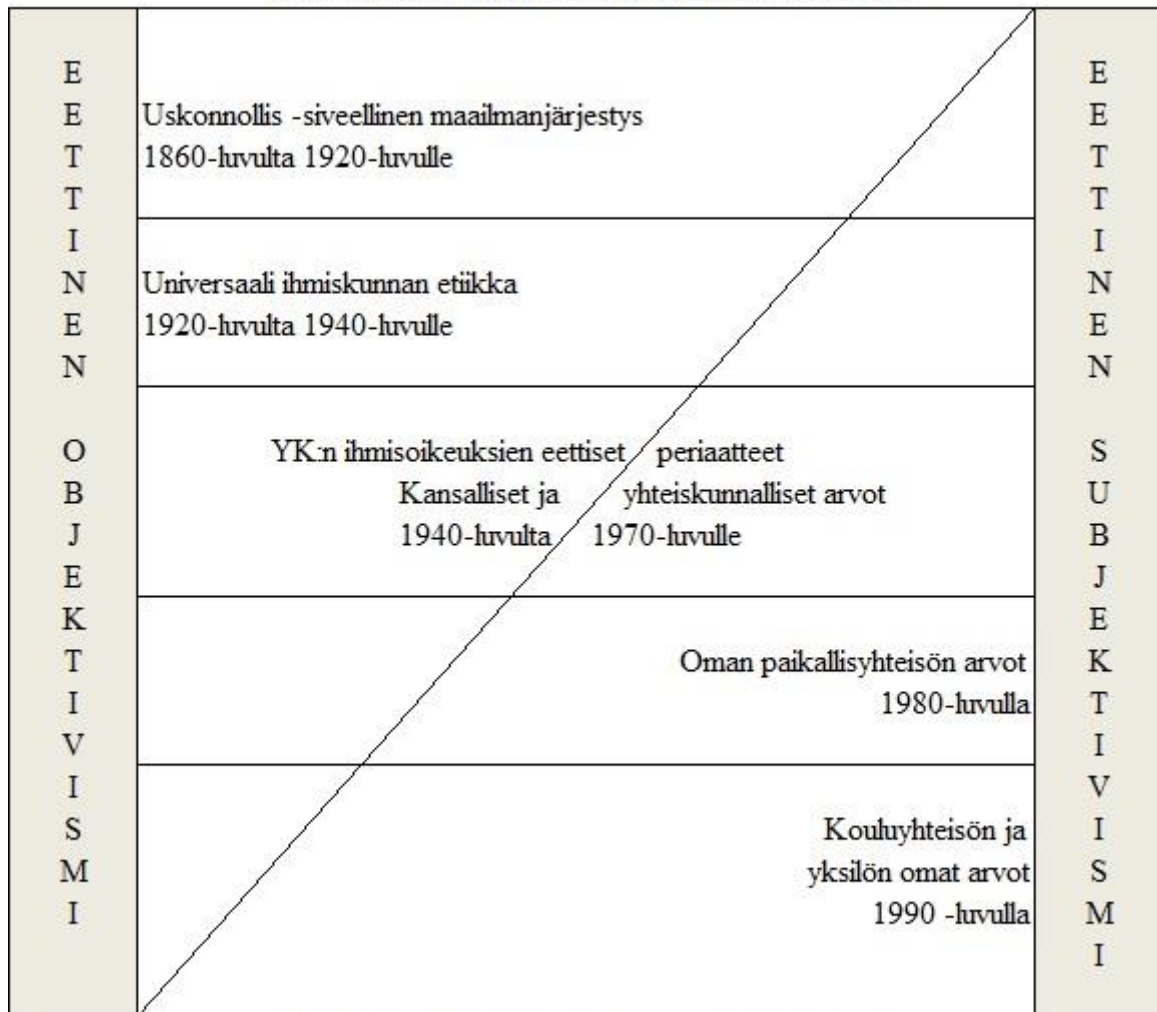 EETTINEN OBJEKTIVISMI
Uskonnollis -siveellinen maailmanjärjestys
1860-luvulta 1920-luvulle
Universaali ihmiskunnan etiikka
1920-luvulta 1940-luvulle
YK:n ihmisoikeuksien eettiset periaatteet
Kansalliset ja yhteiskunnalliset arvot
1940-luvulta 1970-luvulle
Oman paikallisyhteisön arvot
1980-luvulla
Kouluyhteisön ja
yksilön omat arvot
1990 -luvulla
EETTINEN SUBJEKTIVISMI